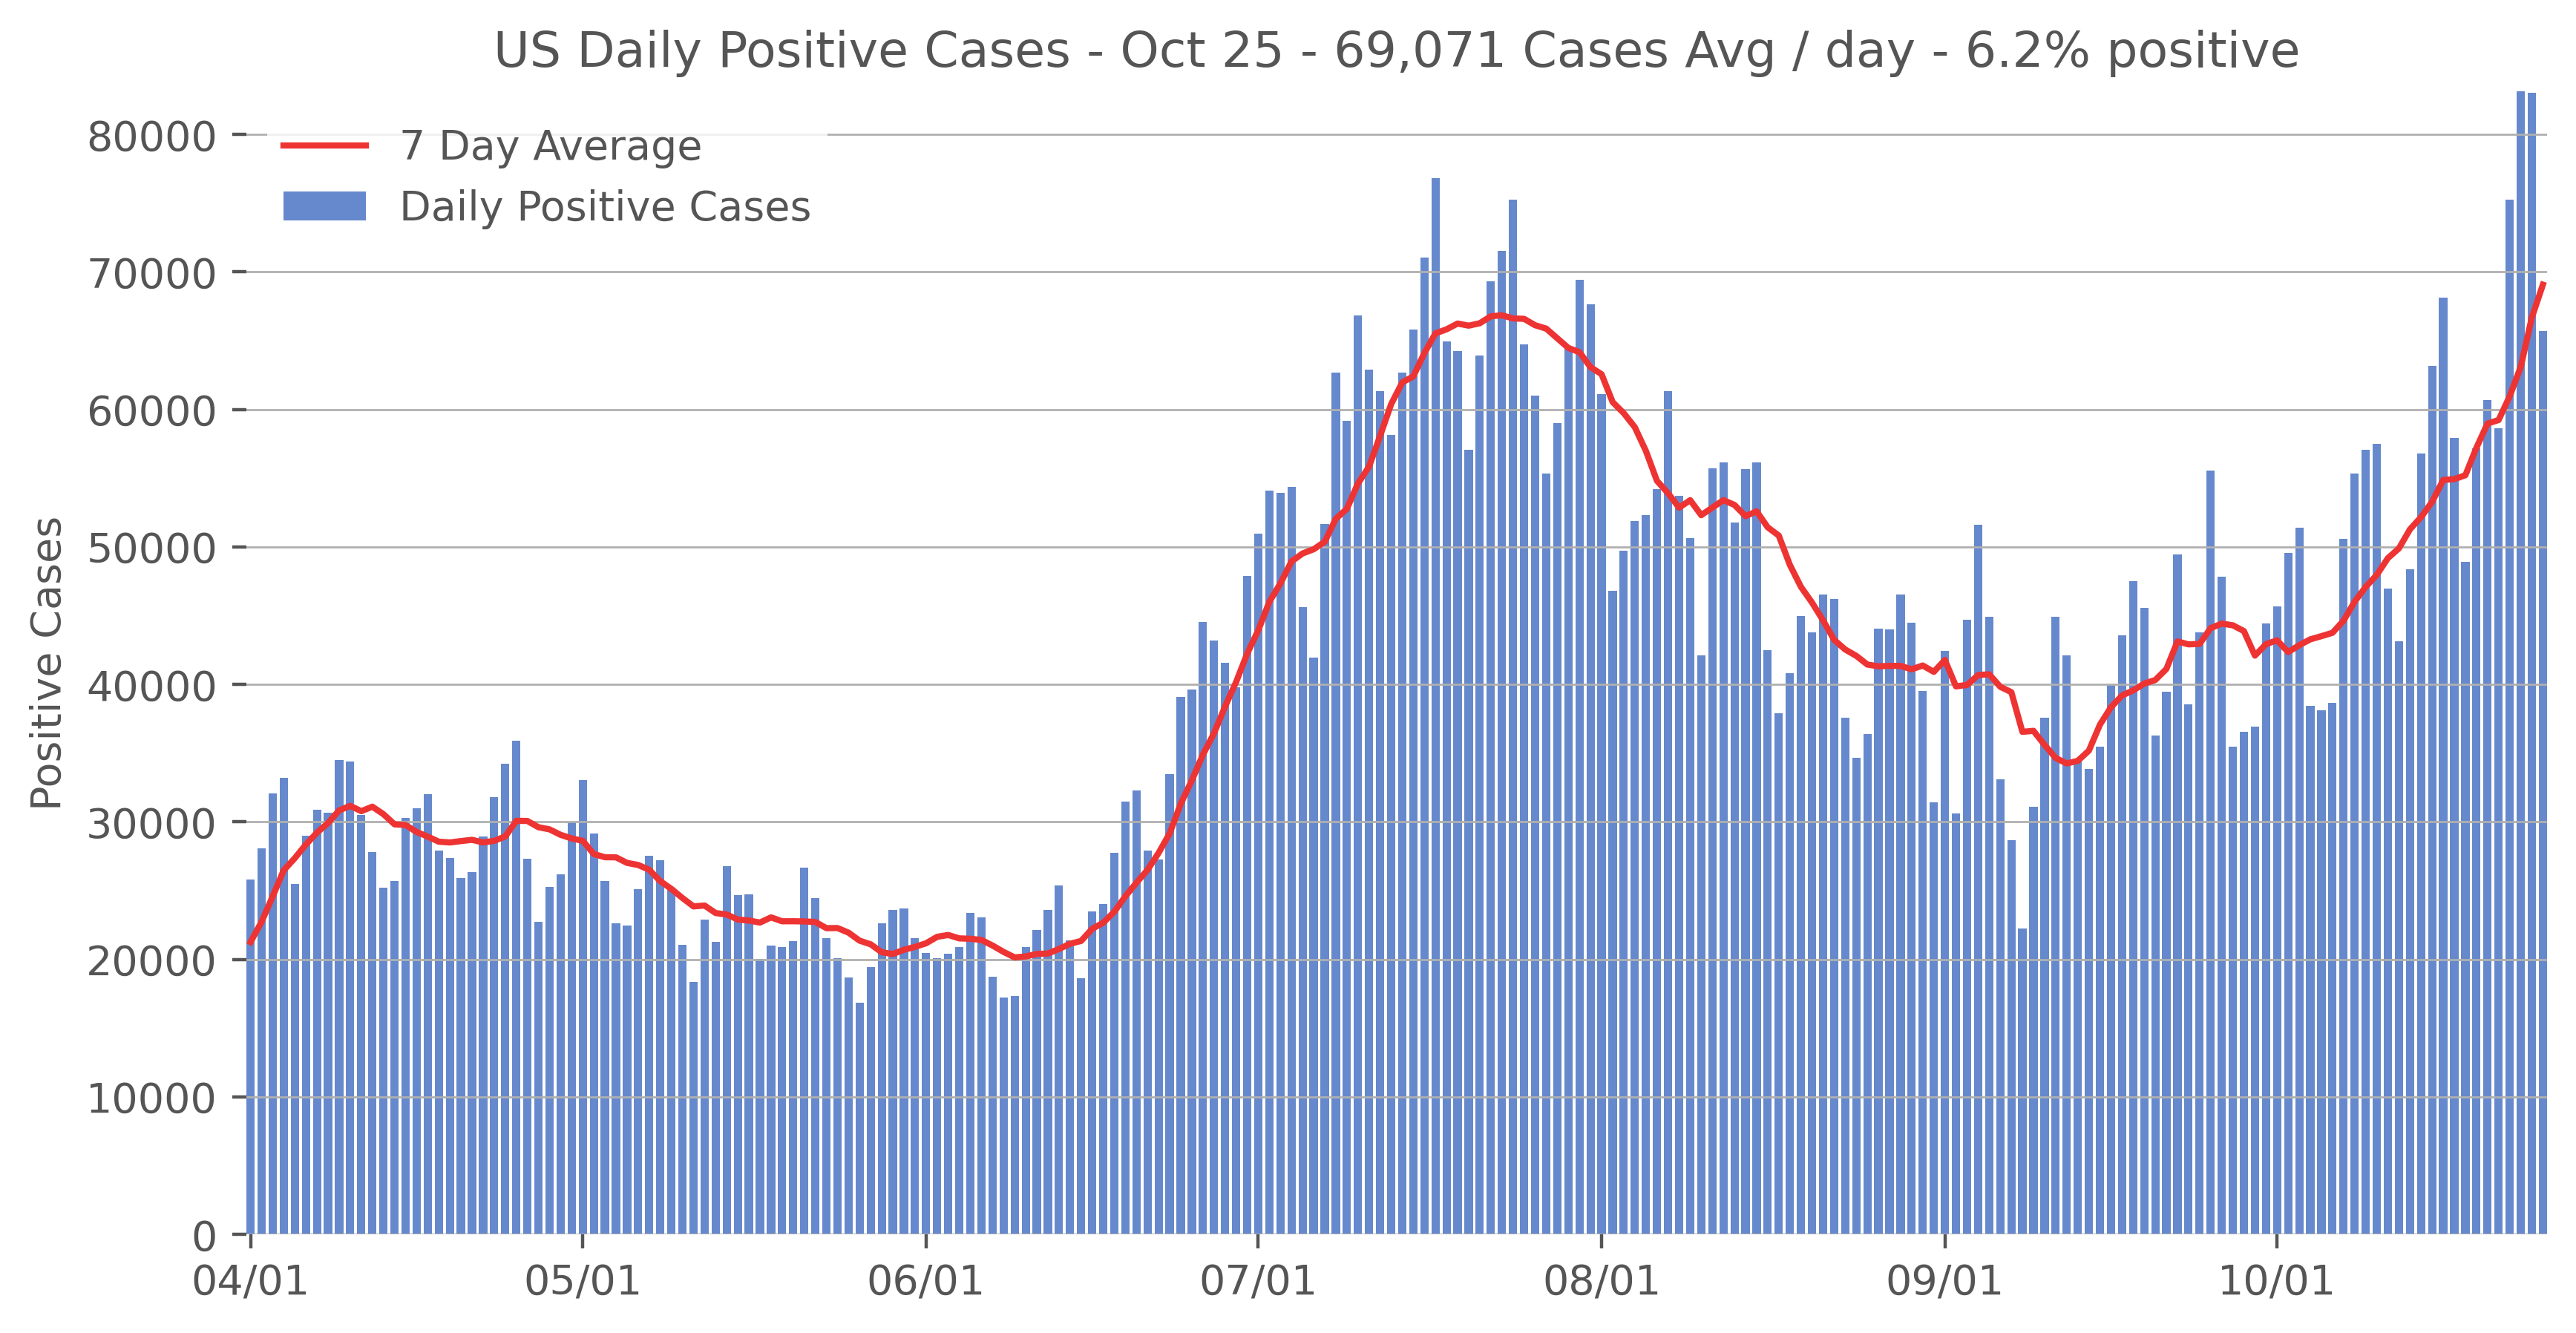 US Daily Positive Cases - Oct 25 - 69,071 Cases Avg / day - 6.2% positive
7 Day Average
Daily Positive Cases
Positive Cases
80000
70000
60000
50000
40000
30000
20000
10000
0
04/01 05/01 06/01 07/01 08/01 09/01 10/01